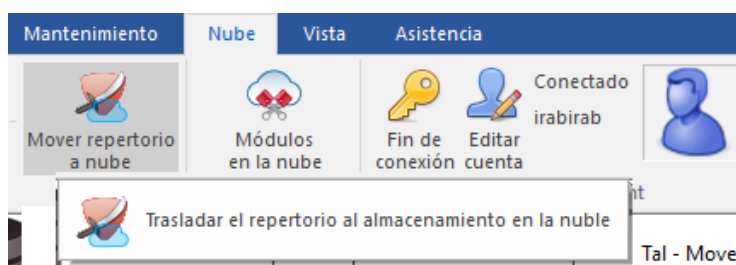 Mantenimiento Nube Vista Asistencia
Mover repertorio
a nube
Módulos
en la nube
Fin de
conexión
Editar
cuenta
Conectado
irabirab
Trasladar el repertorio al almacenamiento en la nuble
Tal - Move